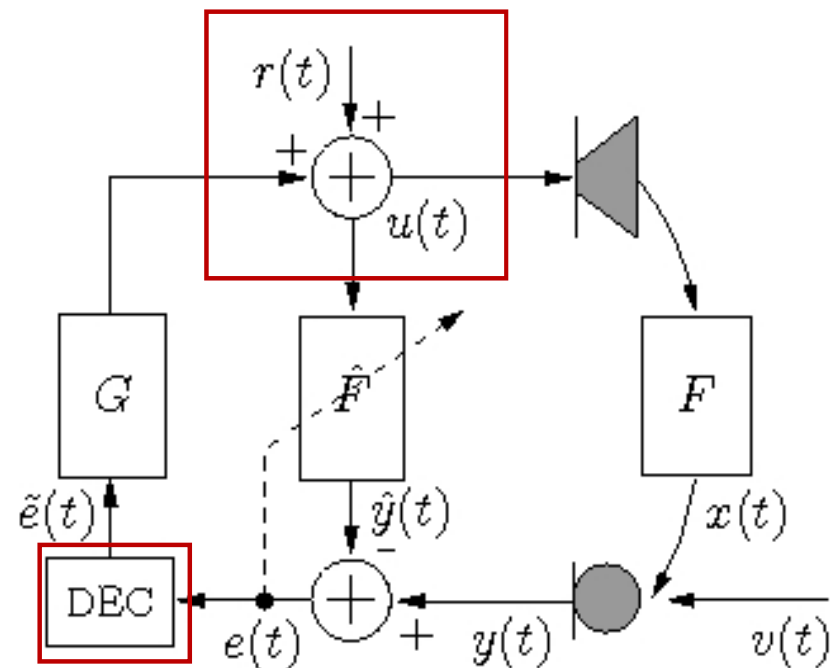 r(t)
+
+
+
u(t)
G
F̂
F
ẽ(t)
ŷ(t)
x(t)
-
DEC
+
e(t)
+
y(t)
v(t)